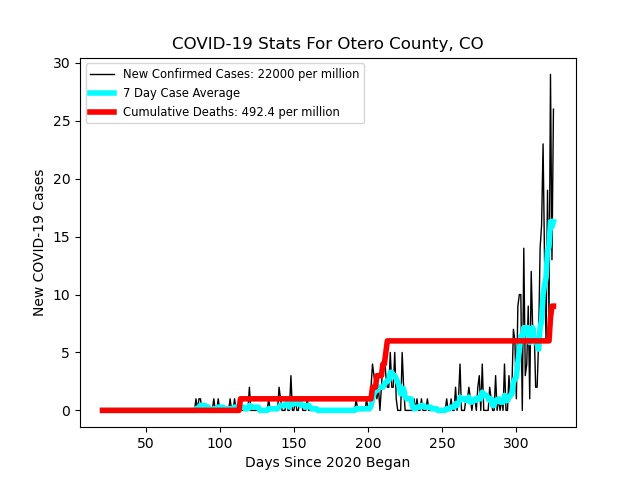 COVID-19 Stats For Otero County, CO
New Confirmed Cases: 22000 per million
7 Day Case Average
Cumulative Deaths: 492.4 per million
New COVID-19 Cases
30
25
20
15
10
5
0
50
100
150
200
250
300
Days Since 2020 Began